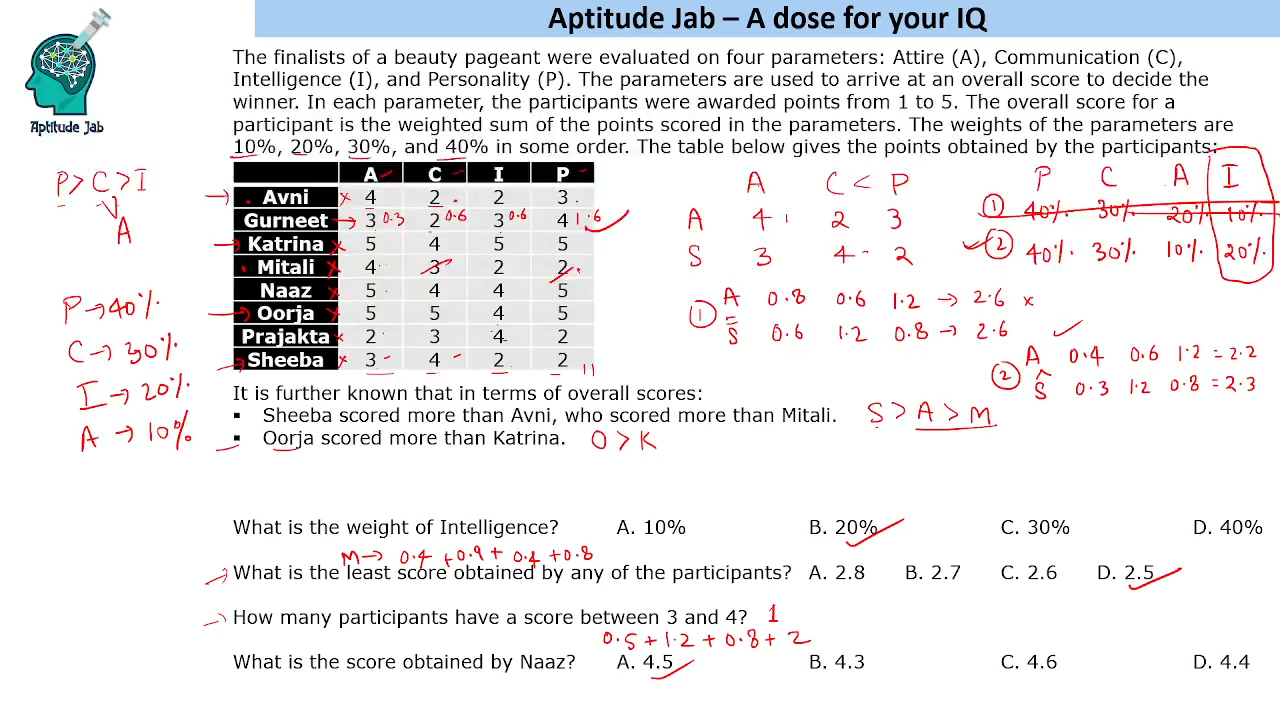 Aptitude Jab – A dose for your IQ
Aptitude Jab
The finalists of a beauty pageant were evaluated on four parameters: Attire (A), Communication (C),
Intelligence (I), and Personality (P). The parameters are used to arrive at an overall score to decide the
winner. In each parameter, the participants were awarded points from 1 to 5. The overall score for a
participant is the weighted sum of the points scored in the parameters. The weights of the parameters are
10%, 20%, 30%, and 40% in some order. The table below gives the points obtained by the participants:
A C I P
Avni 4 2 2 3
Gurneet 3 0.3 2 0.6 3 0.6 4 1.6
Katrina 5 4 5 5
Mitali 4 3 2 2
Naaz 5 4 4 5
Oorja 5 5 4 5
Prajakta 2 3 4 2
Sheeba 3 4 2 2
P > C > I
A
P → 40%
C → 30%
I → 20%
A → 10%
A C < P
A 4 2 3
S 3 4 2
P C A I
① 40% 30% 20% 10%
② 40% 30% 10% 20%
① A 0.8 0.6 1.2 → 2.6 ×
S 0.6 1.2 0.8 → 2.6
② A 0.4 0.6 1.2 = 2.2
S 0.3 1.2 0.8 = 2.3
It is further known that in terms of overall scores:
▪ Sheeba scored more than Avni, who scored more than Mitali. S > A > M
▪ Oorja scored more than Katrina. O > K
What is the weight of Intelligence? A. 10% B. 20% C. 30% D. 40%
M → 0.4 + 0.9 + 0.4 + 0.8
What is the least score obtained by any of the participants? A. 2.8 B. 2.7 C. 2.6 D. 2.5
How many participants have a score between 3 and 4? 1
0.5 + 1.2 + 0.8 + 2
What is the score obtained by Naaz? A. 4.5 B. 4.3 C. 4.6 D. 4.4